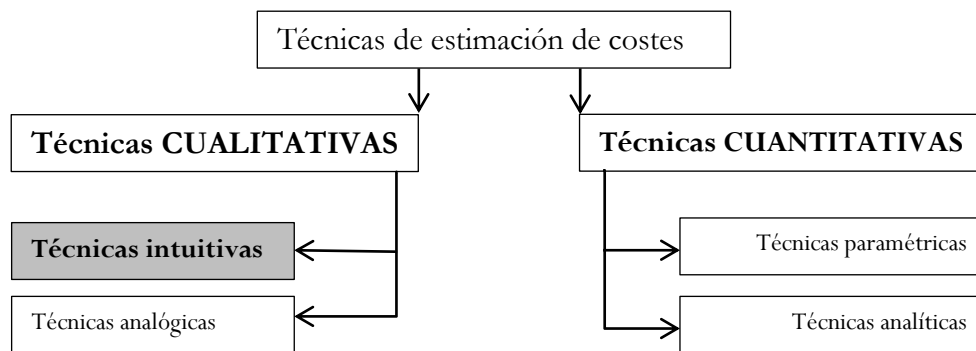 Técnicas de estimación de costes
Técnicas CUALITATIVAS
Técnicas CUANTITATIVAS
Técnicas intuitivas
Técnicas paramétricas
Técnicas analógicas
Técnicas analíticas